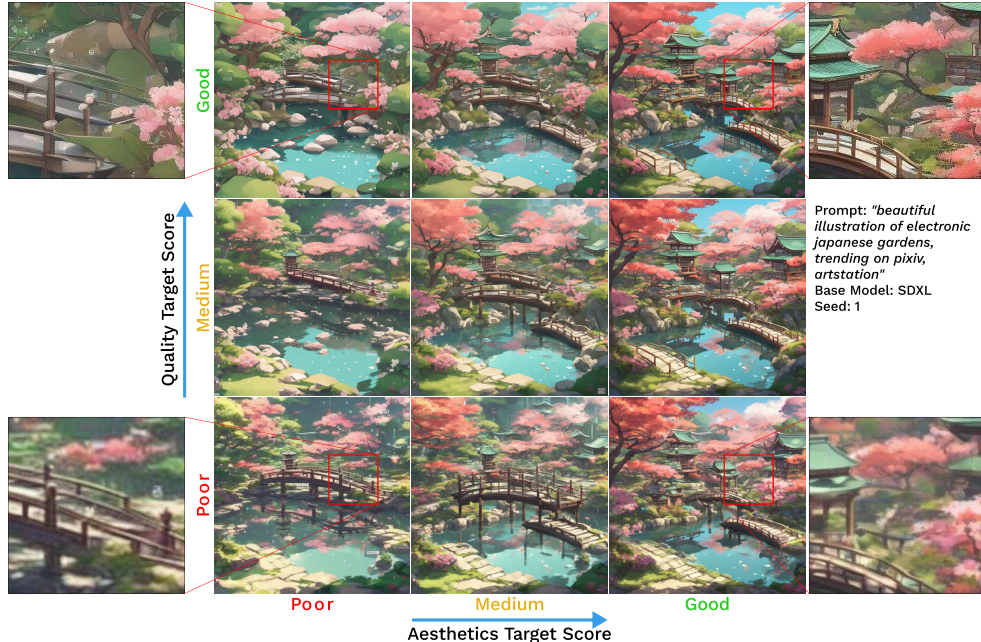 Good
Prompt: "beautiful
illustration of electronic
japanese gardens,
trending on pixiv,
artstation"
Base Model: SDXL
Seed: 1
Quality Target Score
Medium
Poor
Poor
Medium
Good
Aesthetics Target Score